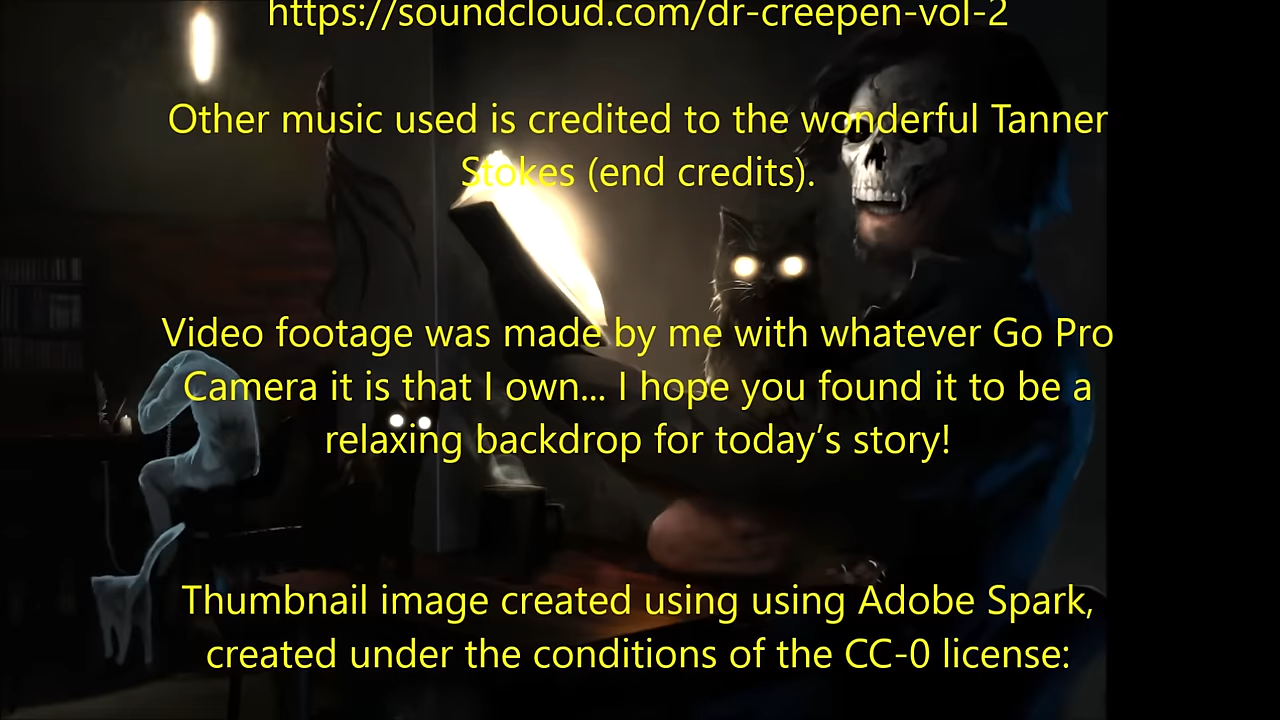 https://soundcloud.com/dr-creepen-vol-2
Other music used is credited to the wonderful Tanner
Stokes (end credits).
Video footage was made by me with whatever Go Pro
Camera it is that I own... I hope you found it to be a
relaxing backdrop for today’s story!
Thumbnail image created using using Adobe Spark,
created under the conditions of the CC-0 license: